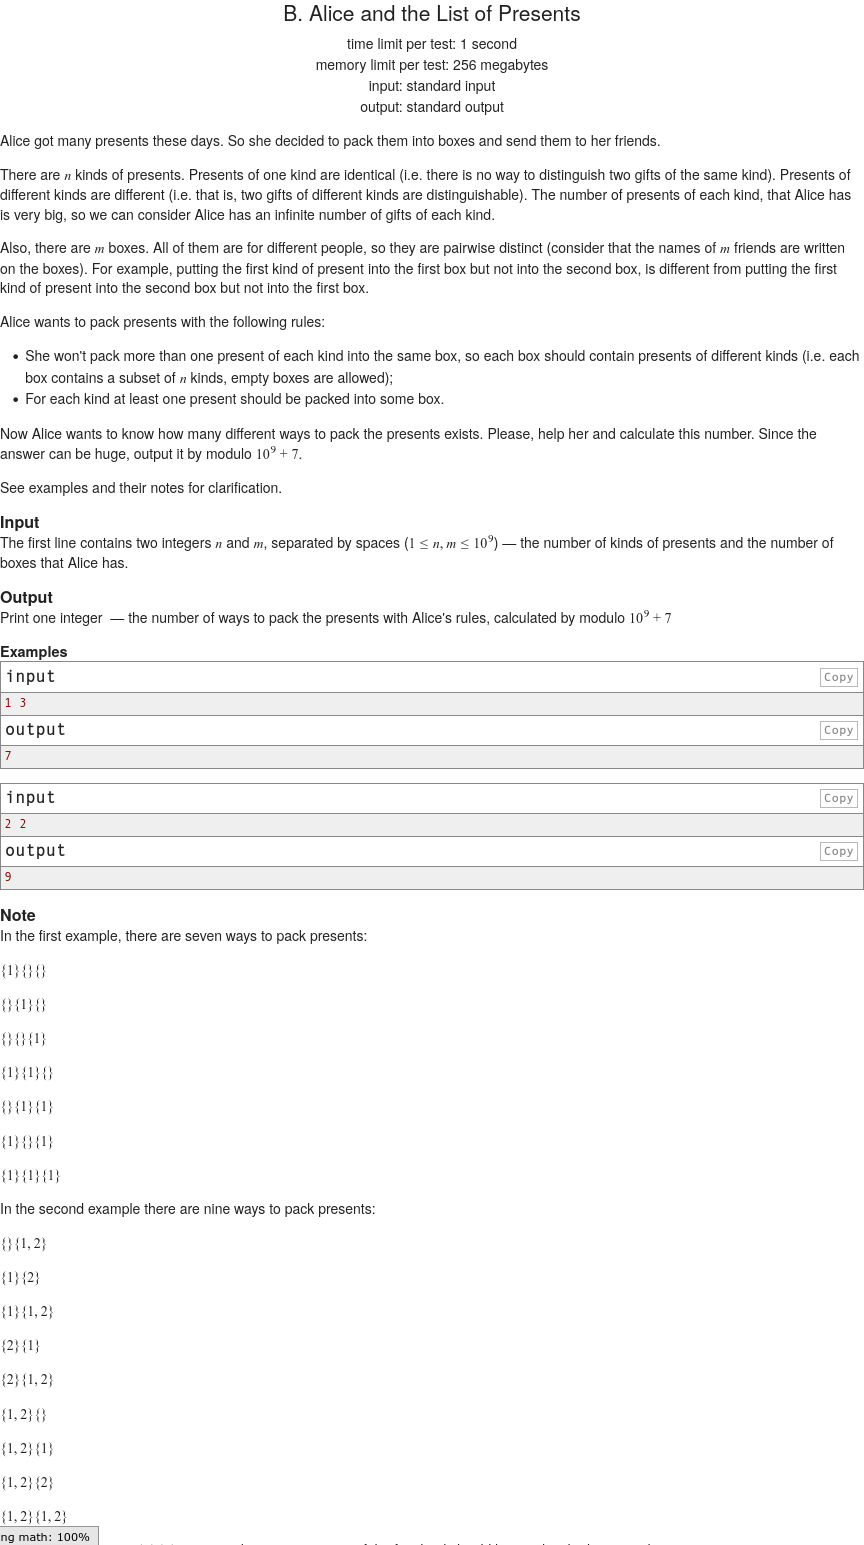 B. Alice and the List of Presents
time limit per test: 1 second
memory limit per test: 256 megabytes
input: standard input
output: standard output
Alice got many presents these days. So she decided to pack them into boxes and send them to her friends.
There are n kinds of presents. Presents of one kind are identical (i.e. there is no way to distinguish two gifts of the same kind). Presents of
different kinds are different (i.e. that is, two gifts of different kinds are distinguishable). The number of presents of each kind, that Alice has
is very big, so we can consider Alice has an infinite number of gifts of each kind.
Also, there are m boxes. All of them are for different people, so they are pairwise distinct (consider that the names of m friends are written
on the boxes). For example, putting the first kind of present into the first box but not into the second box, is different from putting the first
kind of present into the second box but not into the first box.
Alice wants to pack presents with the following rules:
• She won't pack more than one present of each kind into the same box, so each box should contain presents of different kinds (i.e. each
box contains a subset of n kinds, empty boxes are allowed);
• For each kind at least one present should be packed into some box.
Now Alice wants to know how many different ways to pack the presents exists. Please, help her and calculate this number. Since the
answer can be huge, output it by modulo 10⁹ + 7.
See examples and their notes for clarification.
Input
The first line contains two integers n and m, separated by spaces (1 ≤ n, m ≤ 10⁹) — the number of kinds of presents and the number of
boxes that Alice has.
Output
Print one integer — the number of ways to pack the presents with Alice's rules, calculated by modulo 10⁹ + 7
Examples
input Copy
1 3
output Copy
7
input Copy
2 2
output Copy
9
Note
In the first example, there are seven ways to pack presents:
{1}{}{}
{}{1}{}
{}{}{1}
{1}{1}{}
{}{1}{1}
{1}{}{1}
{1}{1}{1}
In the second example there are nine ways to pack presents:
{}{1, 2}
{1}{2}
{1}{1, 2}
{2}{1}
{2}{1, 2}
{1, 2}{}
{1, 2}{1}
{1, 2}{2}
{1, 2}{1, 2}
ng math: 100%